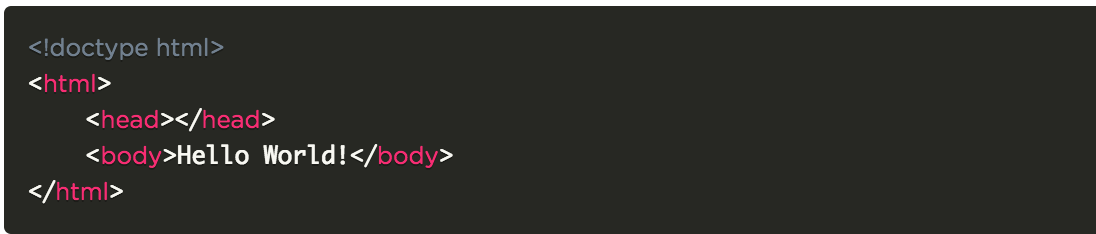 <!doctype html>
<html>
    <head></head>
    <body>Hello World!</body>
</html>